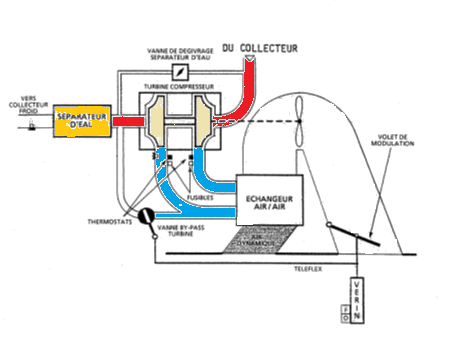 DU COLLECTEUR
VANNE DE DEGIVRAGE
SEPARATEUR D'EAU
TURBINE COMPRESSEUR
VERS
COLLECTEUR
FROID
SEPARATEUR
D'EAU
VOLET DE
MODULATION
FUSIBLES
ECHANGEUR
AIR / AIR
THERMOSTATS
VANNE BY-PASS
TURBINE
AIR
DYNAMIQUE
TELEFLEX
VERIN
F
O